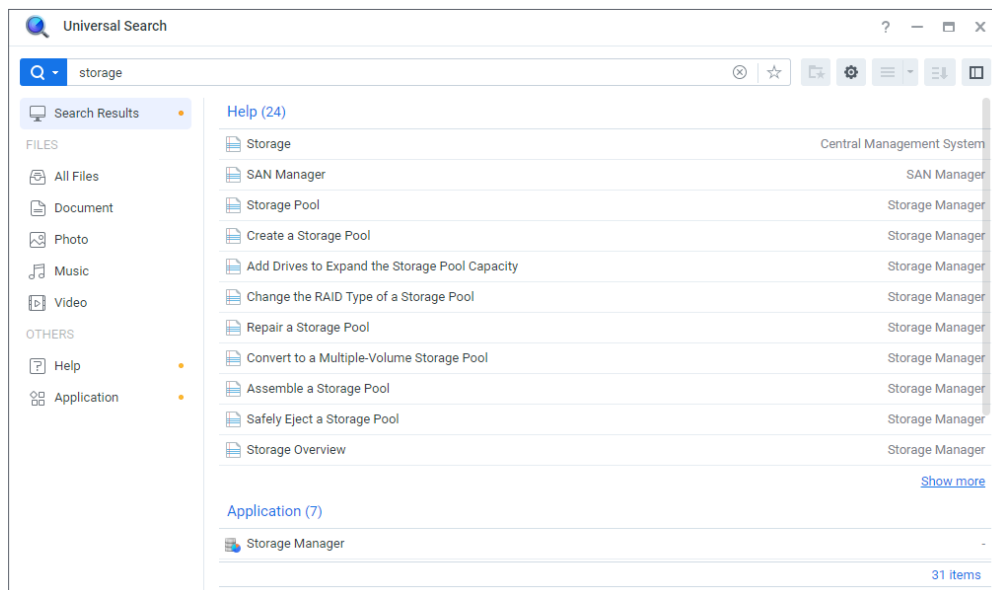 Universal Search
storage
Search Results
FILES
All Files
Document
Photo
Music
Video
OTHERS
Help
Application
Help (24)
Storage Central Management System
SAN Manager SAN Manager
Storage Pool Storage Manager
Create a Storage Pool Storage Manager
Add Drives to Expand the Storage Pool Capacity Storage Manager
Change the RAID Type of a Storage Pool Storage Manager
Repair a Storage Pool Storage Manager
Convert to a Multiple-Volume Storage Pool Storage Manager
Assemble a Storage Pool Storage Manager
Safely Eject a Storage Pool Storage Manager
Storage Overview Storage Manager
Show more
Application (7)
Storage Manager -
31 items